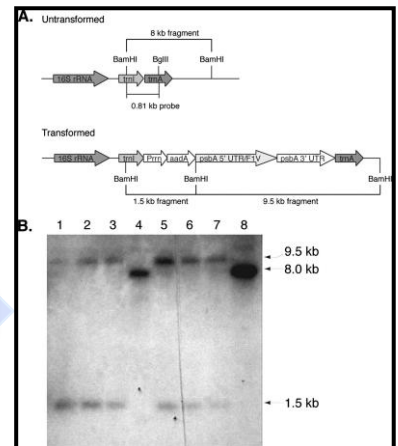 A. Untransformed
8 kb fragment
BamHI BglII BamHI
16S rRNA trnI trnA
0.81 kb probe
Transformed
16S rRNA trnI Prrn aadA psbA 5' UTR/F1V psbA 3' UTR trnA
BamHI BamHI BamHI
1.5 kb fragment 9.5 kb fragment
B. 1 2 3 4 5 6 7 8
9.5 kb
8.0 kb
1.5 kb